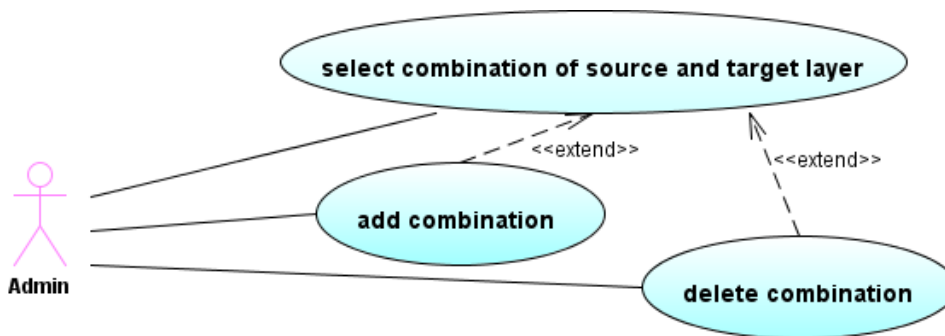 select combination of source and target layer
<<extend>>
<<extend>>
add combination
Admin
delete combination